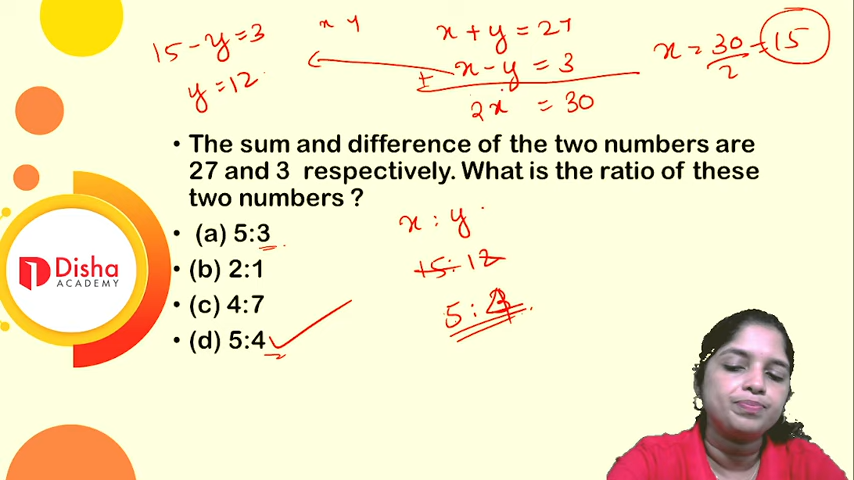 15 - y = 3
y = 12
x y
x + y = 27
± x - y = 3
2x = 30
x = 30/2 = 15
• The sum and difference of the two numbers are
27 and 3 respectively. What is the ratio of these
two numbers ?
• (a) 5:3
• (b) 2:1
• (c) 4:7
• (d) 5:4
x : y
15 : 12
5 : 4
Disha
ACADEMY